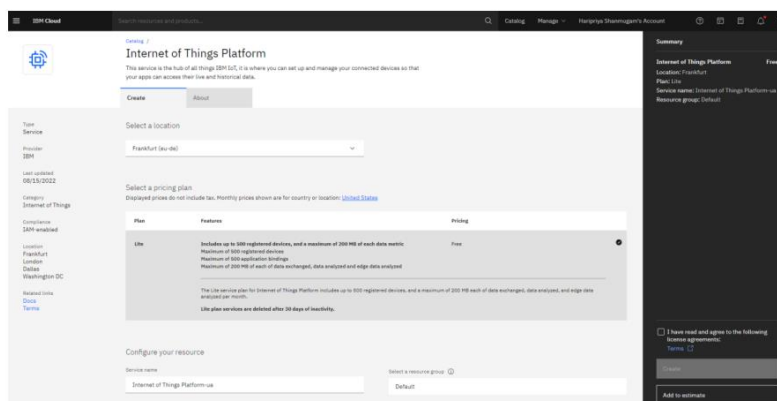 IBM Cloud
Search resources and products...
Catalog
Manage
Haripriya Shanmugam's Account
Catalog /
Internet of Things Platform
This service is the hub of all things IBM IoT, it is where you can set up and manage your connected devices so that
your apps can access their live and historical data.
Create
About
Type
Service
Provider
IBM
Last updated
08/15/2022
Category
Internet of Things
Compliance
IAM-enabled
Location
Frankfurt
London
Dallas
Washington DC
Related links
Docs
Terms
Select a location
Frankfurt (eu-de)
Select a pricing plan
Displayed prices do not include tax. Monthly prices shown are for country or location: United States
Plan
Features
Pricing
Lite
Includes up to 500 registered devices, and a maximum of 200 MB of each data metric
Maximum of 500 registered devices
Maximum of 500 application bindings
Maximum of 200 MB of each of data exchanged, data analyzed and edge data analyzed
Free
The Lite service plan for Internet of Things Platform includes up to 500 registered devices, and a maximum of 200 MB each of data exchanged, data analyzed, and edge data
analyzed per month.
Lite plan services are deleted after 30 days of inactivity.
Configure your resource
Service name
Internet of Things Platform-ua
Select a resource group
Default
Summary
Internet of Things Platform
Free
Location: Frankfurt
Plan: Lite
Service name: Internet of Things Platform-ua
Resource group: Default
I have read and agree to the following
license agreements:
Terms
Create
Add to estimate